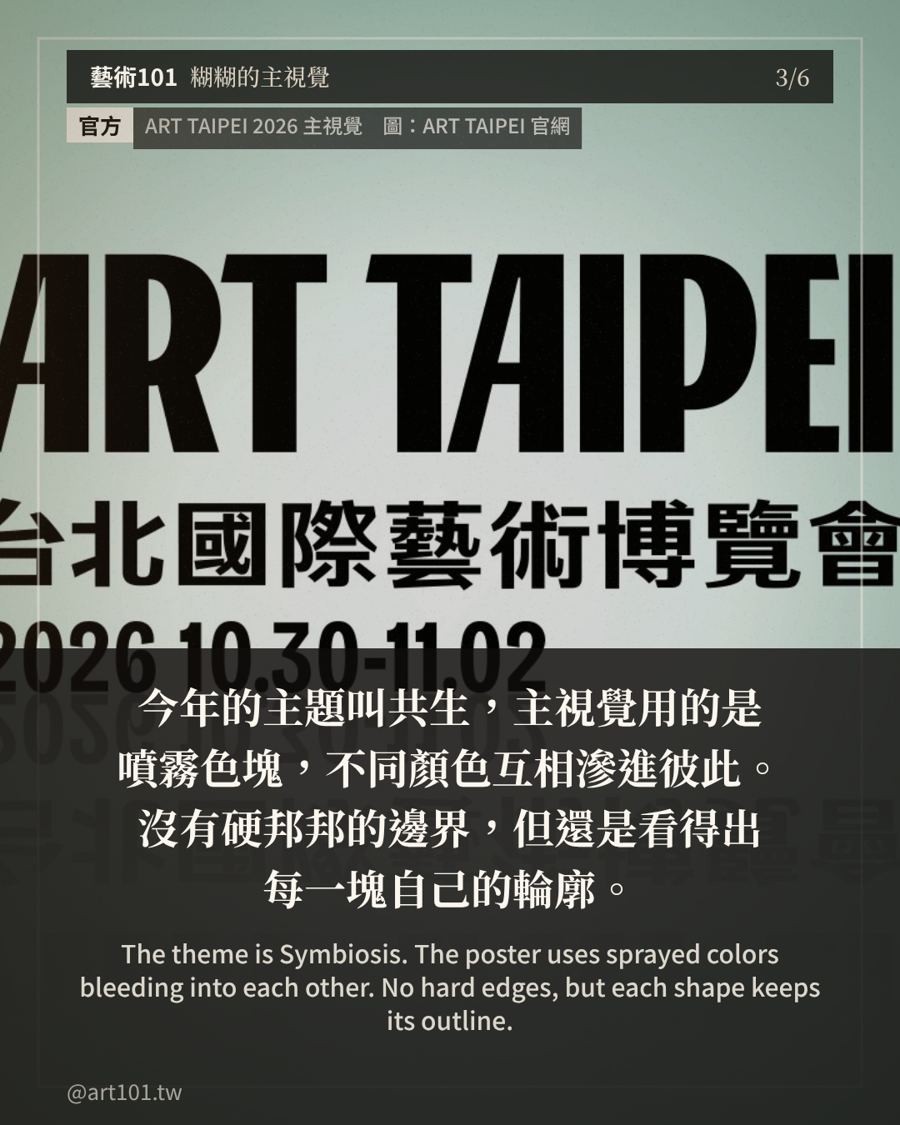 藝術101 糊糊的主視覺 3/6
官方 ART TAIPEI 2026 主視覺 圖：ART TAIPEI 官網
ART TAIPEI
台北國際藝術博覽會
2026 10.30-11.02
今年的主題叫共生，主視覺用的是
噴霧色塊，不同顏色互相滲進彼此。
沒有硬邦邦的邊界，但還是看得出
每一塊自己的輪廓。
The theme is Symbiosis. The poster uses sprayed colors
bleeding into each other. No hard edges, but each shape keeps
its outline.
@art101.tw